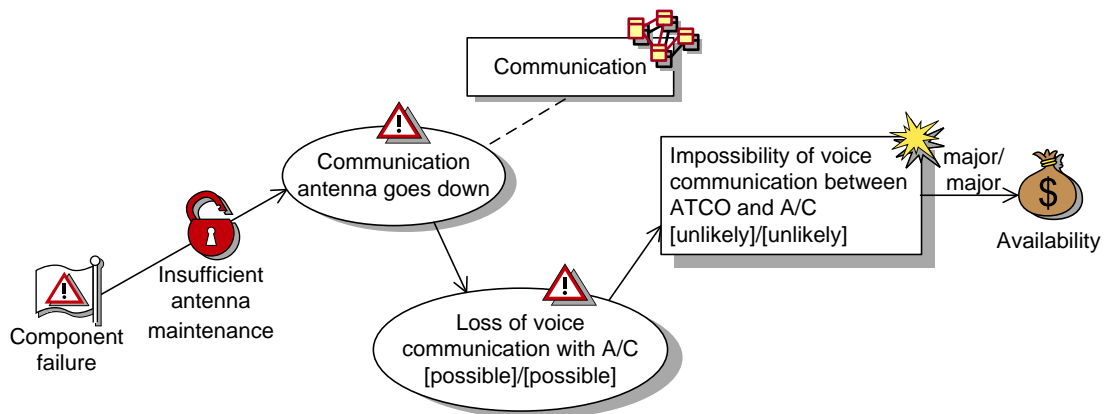 Communication
Communication
antenna goes down
Impossibility of voice
communication between
ATCO and A/C
[unlikely]/[unlikely]
major/
major
$
Availability
Insufficient
antenna
maintenance
Component
failure
Loss of voice
communication with A/C
[possible]/[possible]